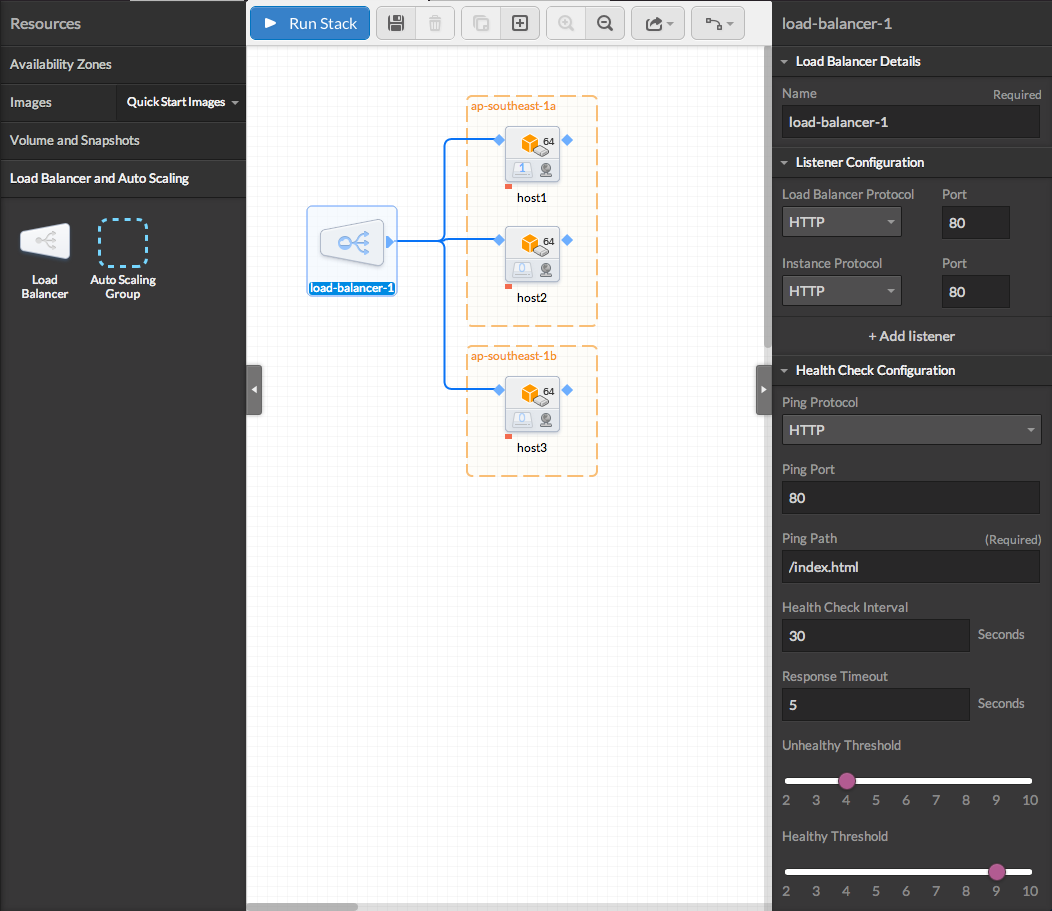 Resources
Availability Zones
Images
Quick Start Images
Volume and Snapshots
Load Balancer and Auto Scaling
Load
Balancer
Auto Scaling
Group
Run Stack
ap-southeast-1a
64
1
host1
load-balancer-1
64
0
host2
ap-southeast-1b
64
0
host3
load-balancer-1
Load Balancer Details
Name
Required
load-balancer-1
Listener Configuration
Load Balancer Protocol
Port
HTTP
80
Instance Protocol
Port
HTTP
80
+ Add listener
Health Check Configuration
Ping Protocol
HTTP
Ping Port
80
Ping Path
(Required)
/index.html
Health Check Interval
30
Seconds
Response Timeout
5
Seconds
Unhealthy Threshold
2 3 4 5 6 7 8 9 10
Healthy Threshold
2 3 4 5 6 7 8 9 10